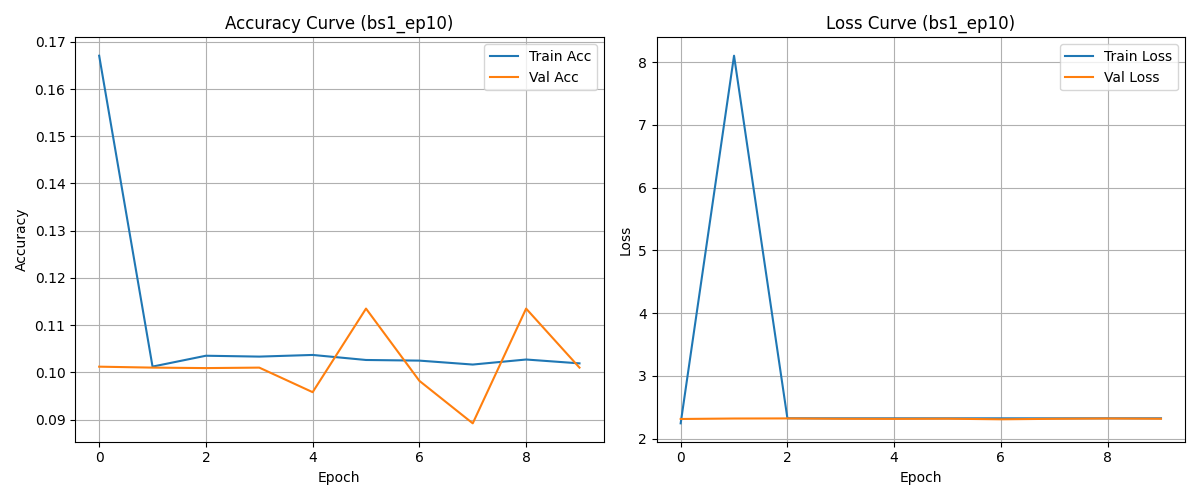 Accuracy Curve (bs1_ep10)
Train Acc
Val Acc
0.17
0.16
0.15
0.14
0.13
0.12
0.11
0.10
0.09
Accuracy
0 2 4 6 8
Epoch
Loss Curve (bs1_ep10)
Train Loss
Val Loss
8
7
6
5
4
3
2
Loss
0 2 4 6 8
Epoch